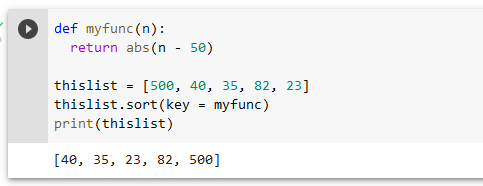 def myfunc(n):
  return abs(n - 50)

thislist = [500, 40, 35, 82, 23]
thislist.sort(key = myfunc)
print(thislist)

[40, 35, 23, 82, 500]